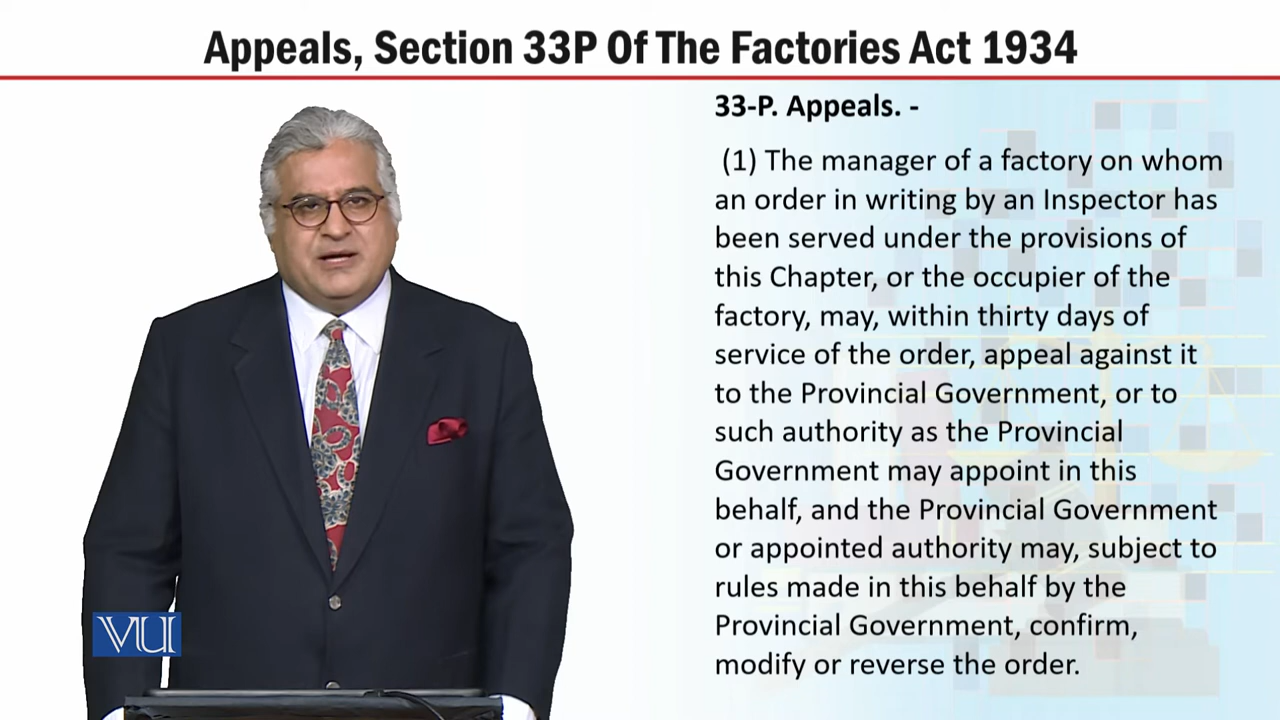 Appeals, Section 33P Of The Factories Act 1934
33-P. Appeals. -
(1) The manager of a factory on whom
an order in writing by an Inspector has
been served under the provisions of
this Chapter, or the occupier of the
factory, may, within thirty days of
service of the order, appeal against it
to the Provincial Government, or to
such authority as the Provincial
Government may appoint in this
behalf, and the Provincial Government
or appointed authority may, subject to
rules made in this behalf by the
Provincial Government, confirm,
modify or reverse the order.
VU